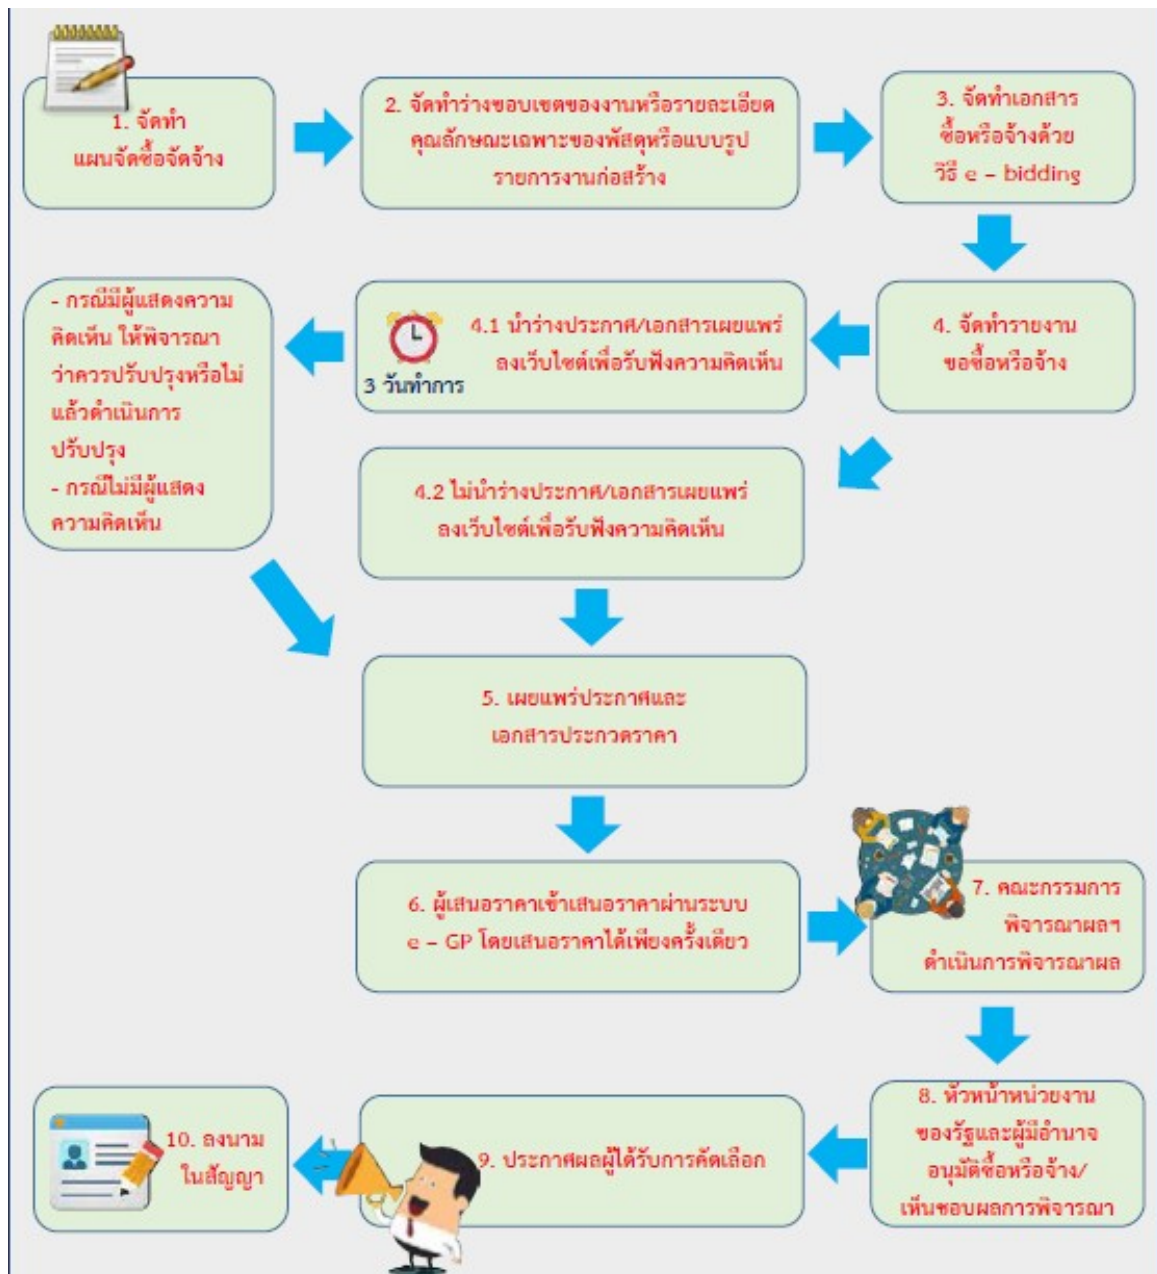 1. จัดทำ
แผนจัดซื้อจัดจ้าง
2. จัดทำร่างขอบเขตของงานหรือรายละเอียด
คุณลักษณะเฉพาะของพัสดุหรือแบบรูป
รายการงานก่อสร้าง
3. จัดทำเอกสาร
ซื้อหรือจ้างด้วย
วิธี e – bidding
4. จัดทำรายงาน
ขอซื้อหรือจ้าง
4.1 นำร่างประกาศ/เอกสารเผยแพร่
ลงเว็บไซต์เพื่อรับฟังความคิดเห็น
3 วันทำการ
- กรณีมีผู้แสดงความ
คิดเห็น ให้พิจารณา
ว่าควรปรับปรุงหรือไม่
แล้วดำเนินการ
ปรับปรุง
- กรณีไม่มีผู้แสดง
ความคิดเห็น
4.2 ไม่นำร่างประกาศ/เอกสารเผยแพร่
ลงเว็บไซต์เพื่อรับฟังความคิดเห็น
5. เผยแพร่ประกาศและ
เอกสารประกวดราคา
6. ผู้เสนอราคาเข้าเสนอราคาผ่านระบบ
e – GP โดยเสนอราคาได้เพียงครั้งเดียว
7. คณะกรรมการ
พิจารณาผลฯ
ดำเนินการพิจารณาผล
8. หัวหน้าหน่วยงาน
ของรัฐและผู้มีอำนาจ
อนุมัติซื้อหรือจ้าง/
เห็นชอบผลการพิจารณา
9. ประกาศผลผู้ได้รับการคัดเลือก
10. ลงนาม
ในสัญญา